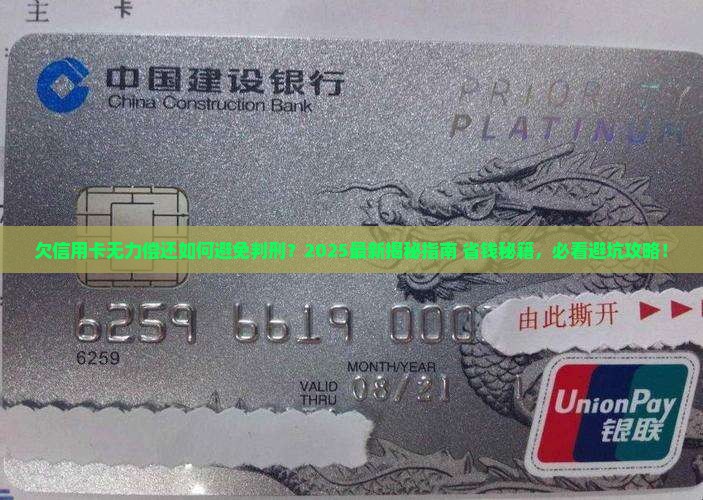 主 卡
中国建设银行
China Construction Bank
PRIORITY
PLATINUM
欠信用卡无力偿还如何避免判刑？2025最新揭秘指南 省钱秘籍，必看避坑攻略！
6259 6619 000
由此撕开
6259
MONTH/YEAR
VALID THRU 08/21
UnionPay
银联